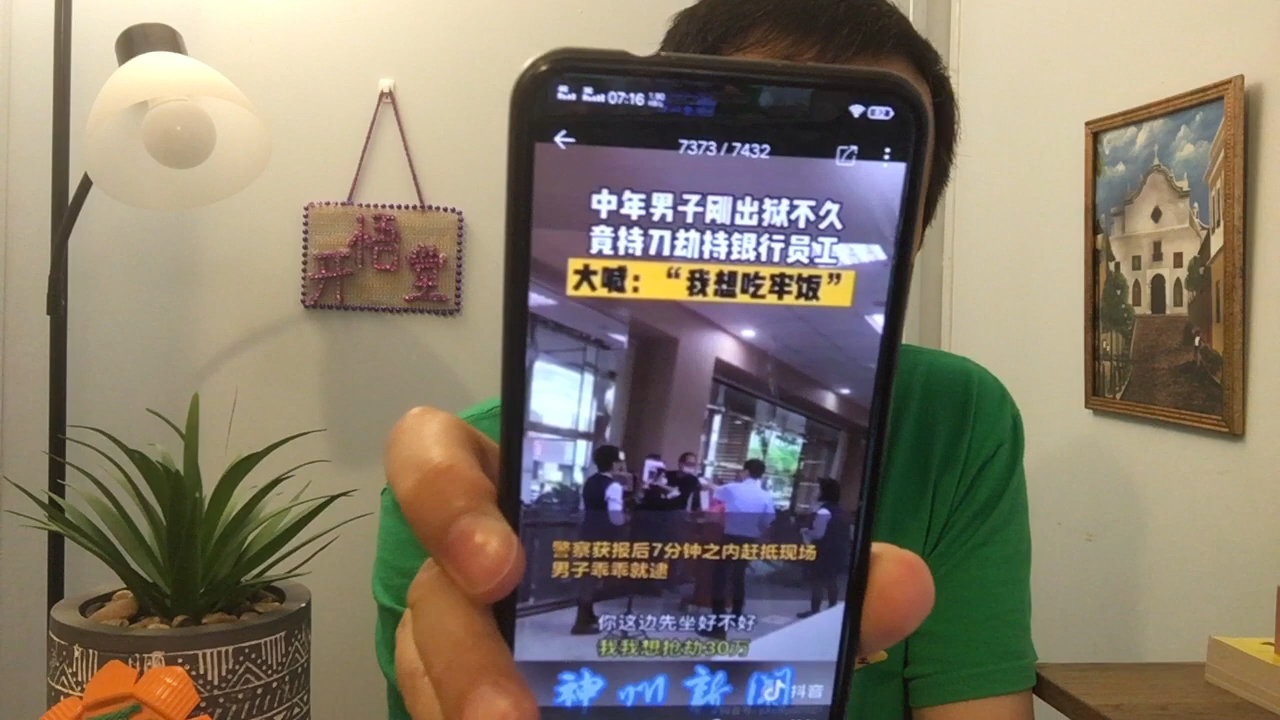 开悟堂
07:16
82
7373 / 7432
中年男子刚出狱不久
竟持刀劫持银行员工
大喊：“我想吃牢饭”
警察获报后7分钟之内赶抵现场
男子乖乖就逮
你这边先坐好不好
我我想抢劫30万
神州新闻
抖音